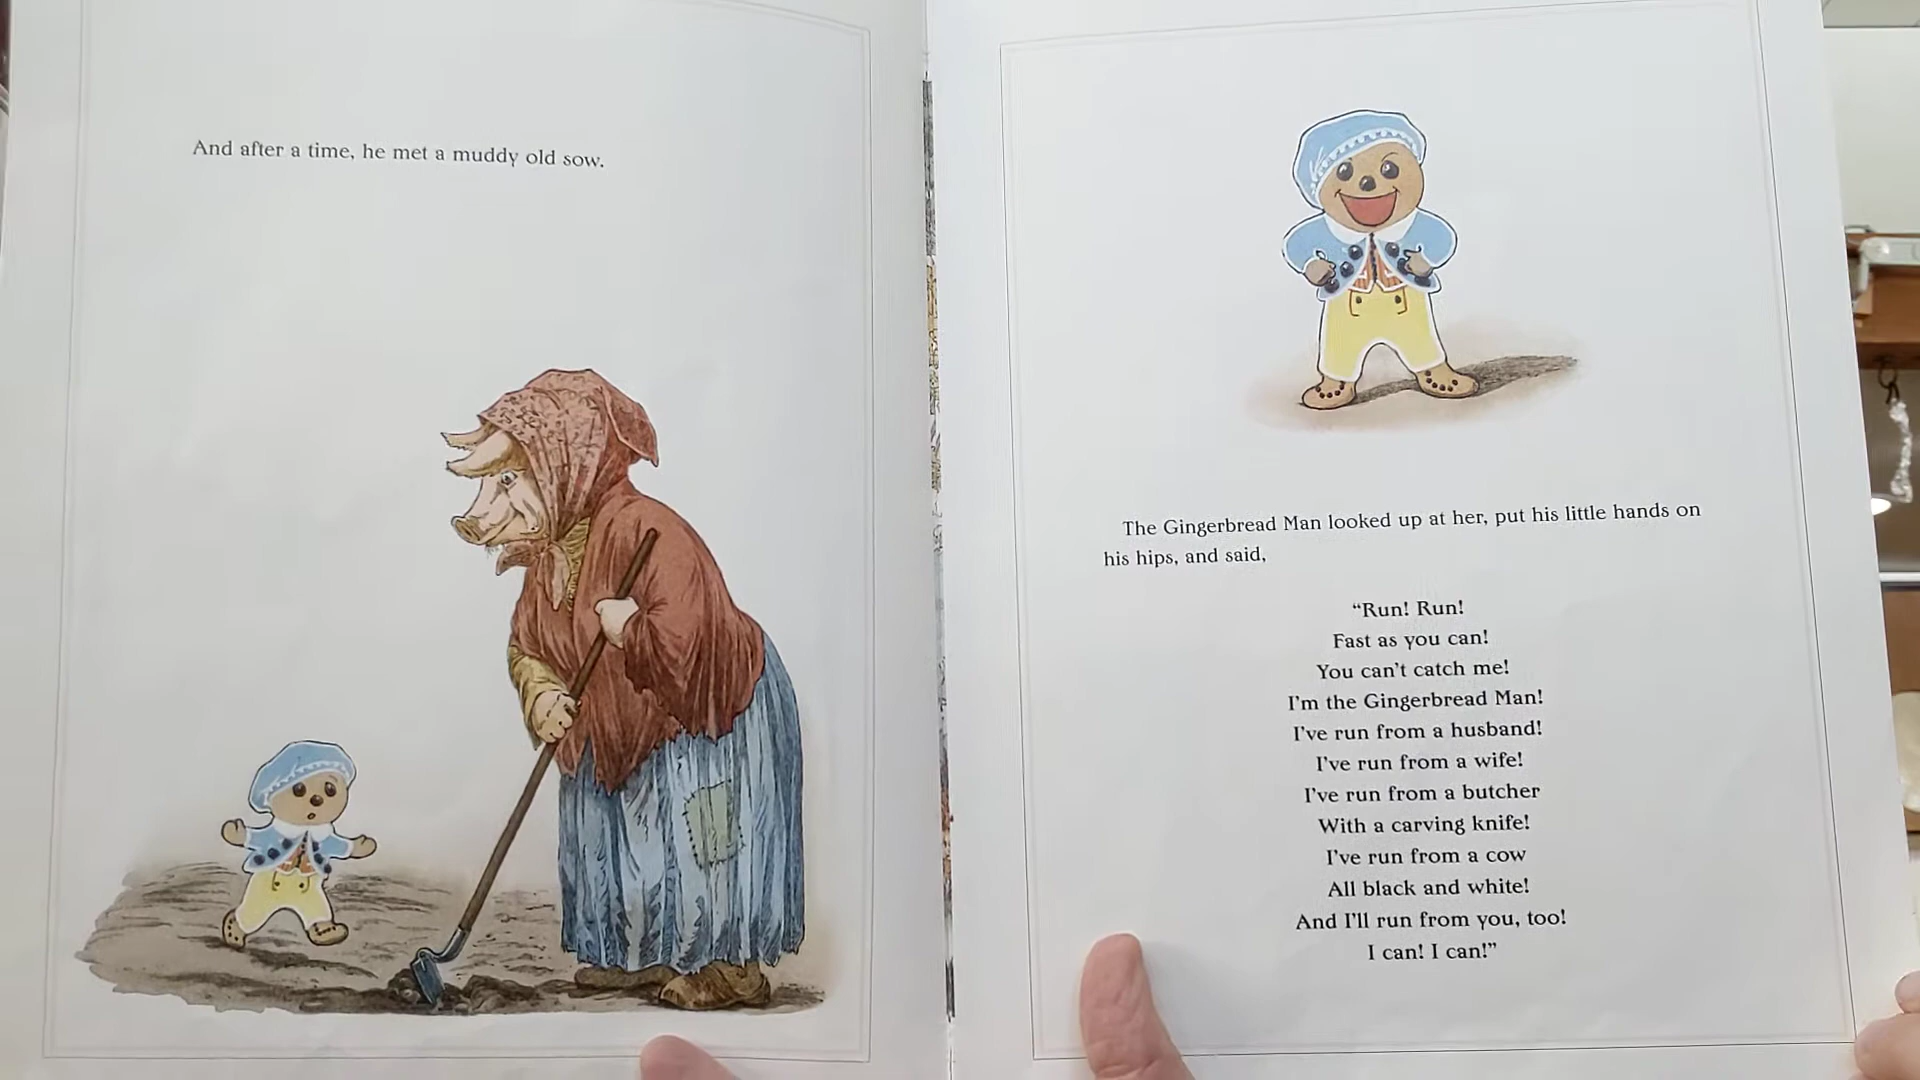 And after a time, he met a muddy old sow.
The Gingerbread Man looked up at her, put his little hands on
his hips, and said,
“Run! Run!
Fast as you can!
You can't catch me!
I'm the Gingerbread Man!
I've run from a husband!
I've run from a wife!
I've run from a butcher
With a carving knife!
I've run from a cow
All black and white!
And I'll run from you, too!
I can! I can!”